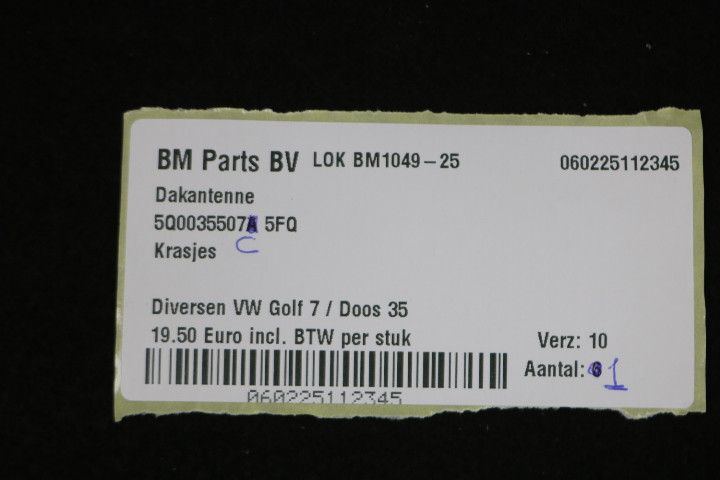 BM Parts BV LOK BM1049-25 060225112345
Dakantenne
5Q0035507A 5FQ
C
Krasjes
Diversen VW Golf 7 / Doos 35
19.50 Euro incl. BTW per stuk
Verz: 10
Aantal: 1
060225112345